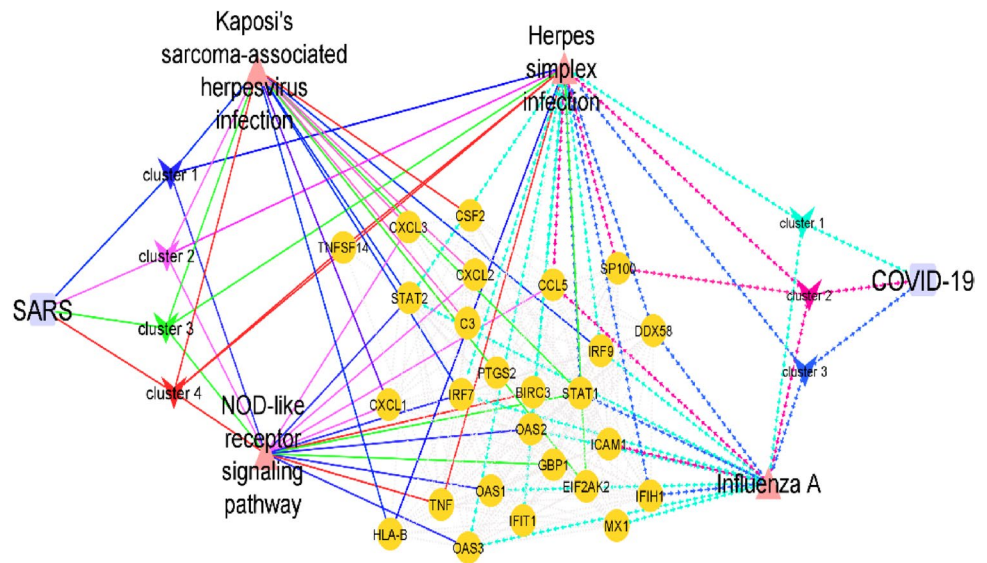 Kaposi's
sarcoma-associated
herpesvirus
infection
Herpes
simplex
infection
cluster 1
cluster 2
SARS
cluster 3
cluster 4
NOD-like
receptor
signaling
pathway
CSF2
CXCL3
TNFSF14
CXCL2
CCL5
SP100
STAT2
C3
DDX58
IRF9
PTGS2
IRF7
BIRC3
STAT1
CXCL1
OAS2
ICAM1
GBP1
OAS1
EIF2AK2
IFIH1
TNF
IFIT1
MX1
HLA-B
OAS3
cluster 1
COVID-19
cluster 2
cluster 3
Influenza A